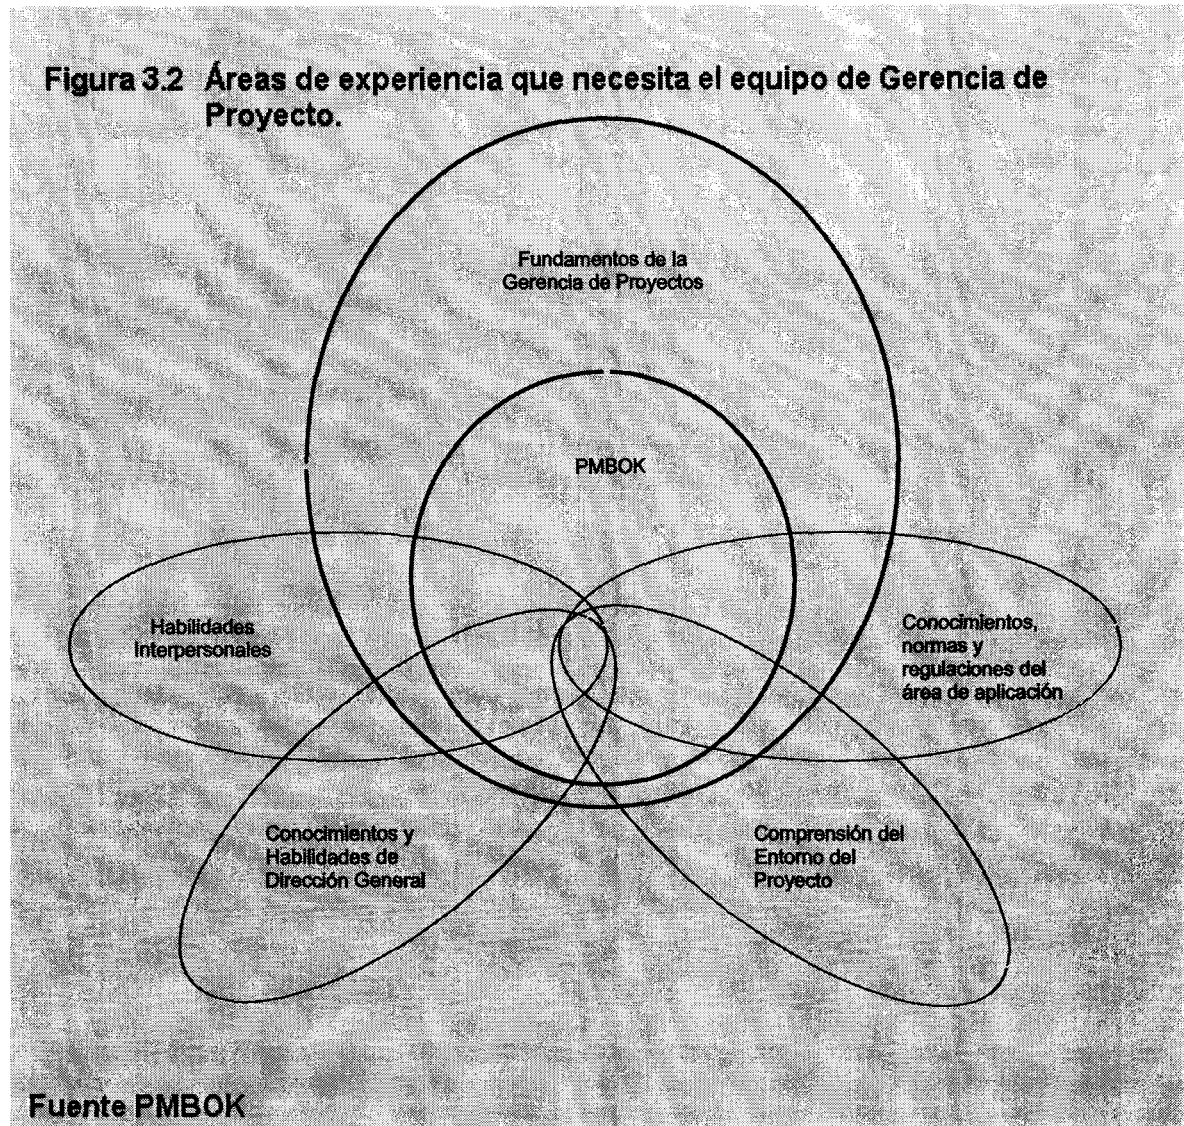 Figura 3.2 Áreas de experiencia que necesita el equipo de Gerencia de
Proyecto.
Fundamentos de la
Gerencia de Proyectos
PMBOK
Habilidades
Interpersonales
Conocimientos,
normas y
regulaciones del
área de aplicación
Conocimientos y
Habilidades de
Dirección General
Comprensión del
Entorno del
Proyecto
Fuente PMBOK